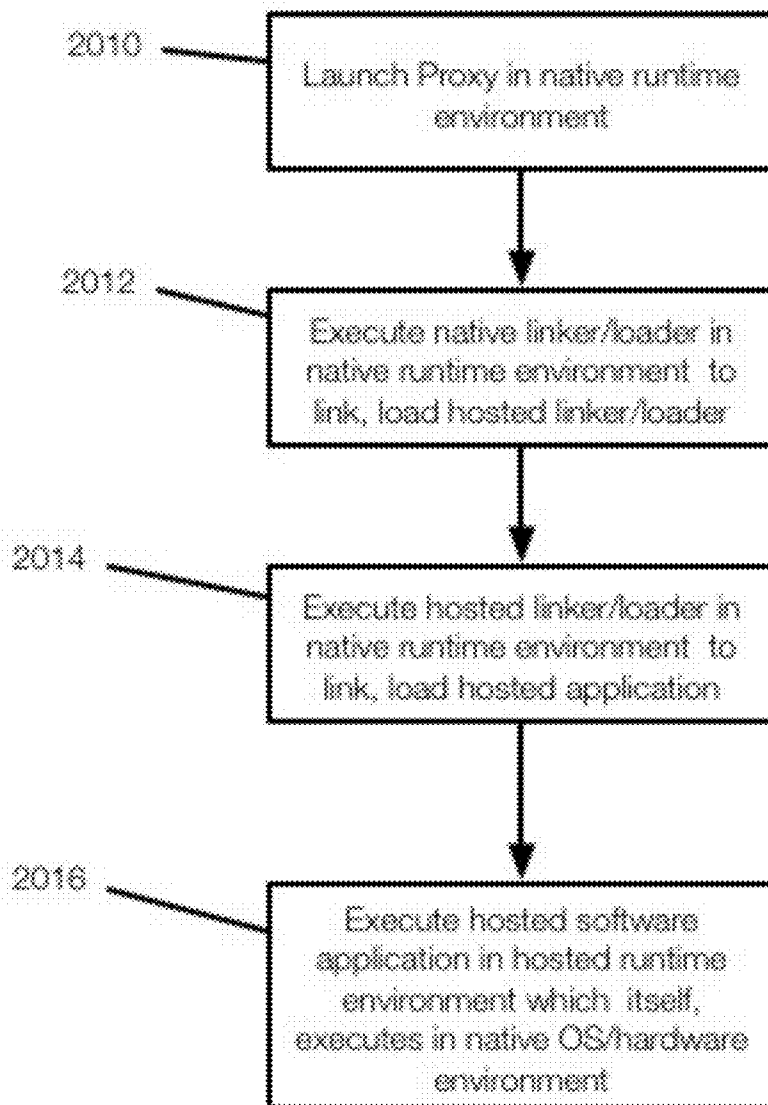 2010
Launch Proxy in native runtime
environment
2012
Execute native linker/loader in
native runtime environment to
link, load hosted linker/loader
2014
Execute hosted linker/loader in
native runtime environment to
link, load hosted application
2016
Execute hosted software
application in hosted runtime
environment which itself,
executes in native OS/hardware
environment